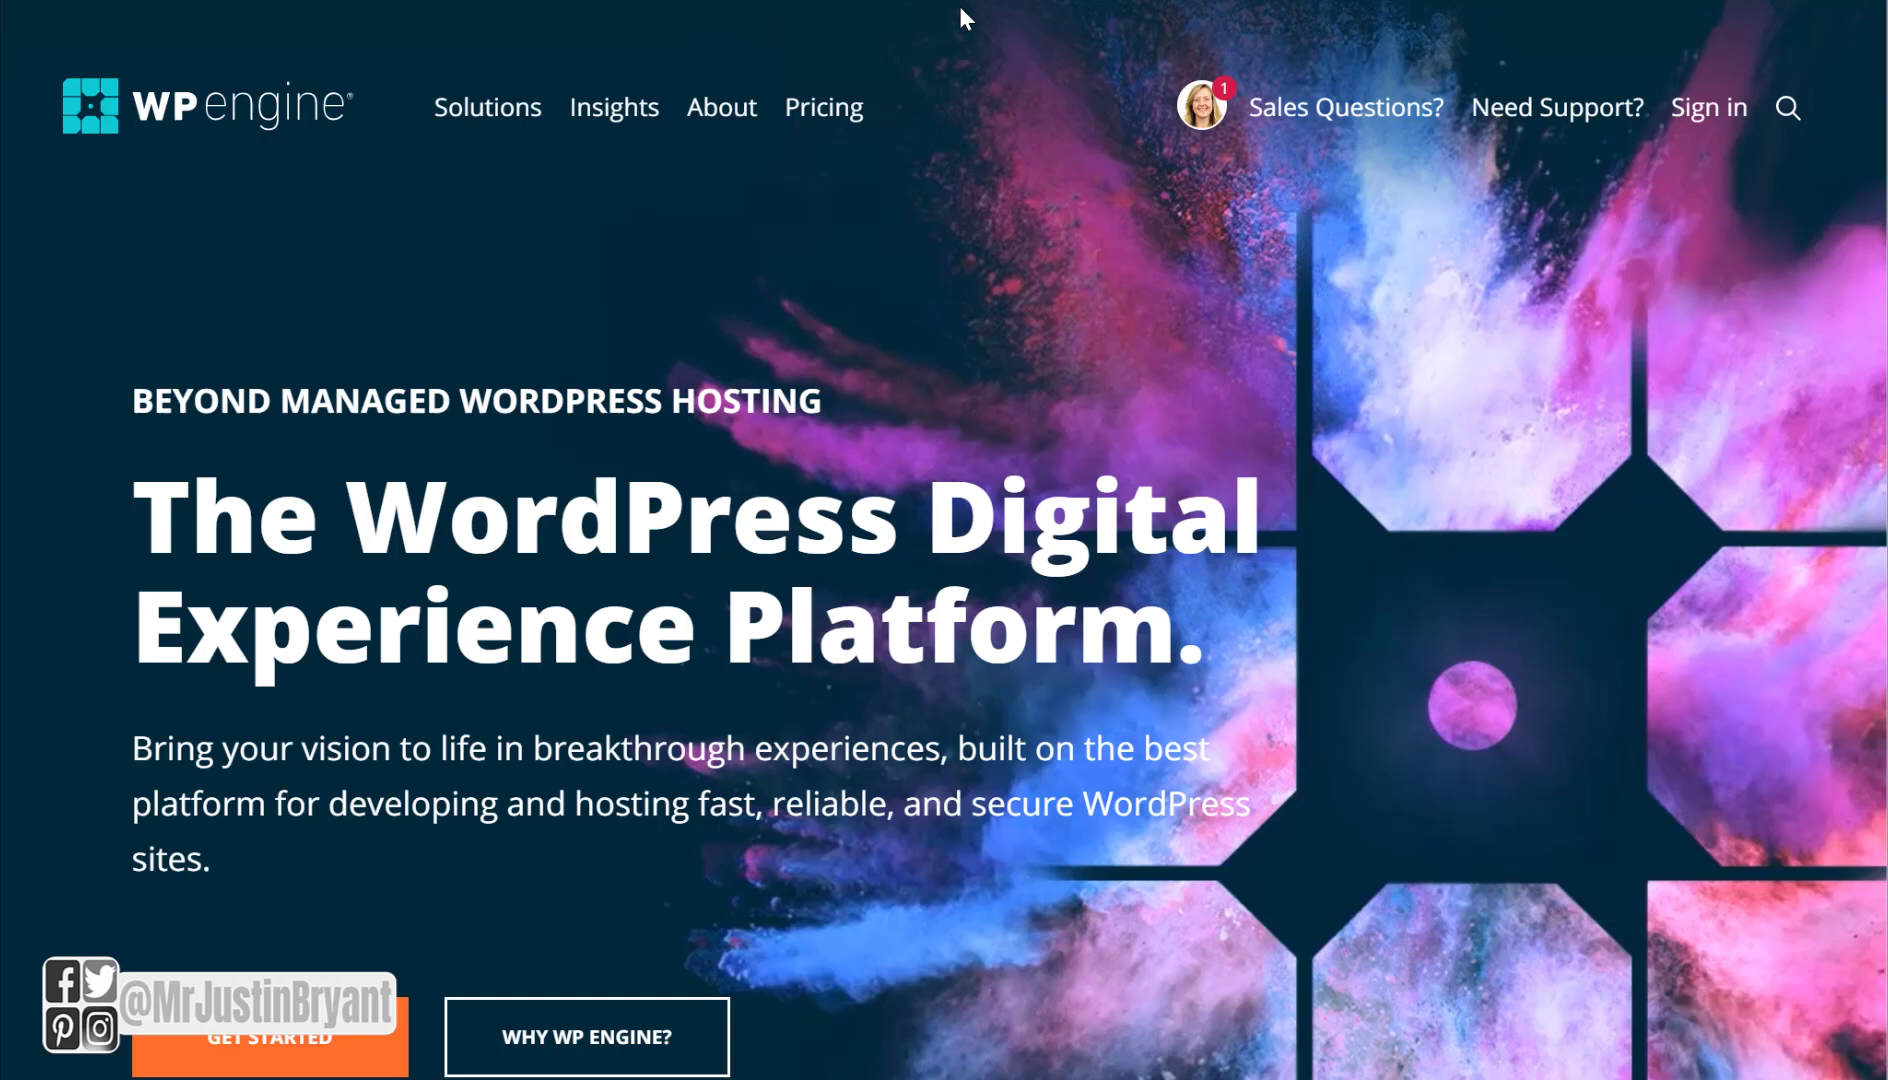 WP engine®
Solutions Insights About Pricing
1 Sales Questions? Need Support? Sign in
BEYOND MANAGED WORDPRESS HOSTING
The WordPress Digital
Experience Platform.
Bring your vision to life in breakthrough experiences, built on the best
platform for developing and hosting fast, reliable, and secure WordPress
sites.
@MrJustinBryant
GET STARTED
WHY WP ENGINE?